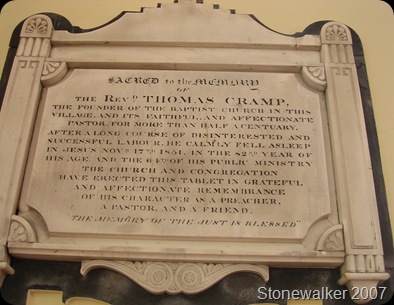 SACRED to the MEMORY
OF
THE REVD. THOMAS CRAMP,
THE FOUNDER OF THE BAPTIST CHURCH IN THIS
VILLAGE, AND ITS FAITHFUL, AND AFFECTIONATE
PASTOR, FOR MORE THAN HALF A CENTUARY.
AFTER A LONG COURSE OF DISINTERESTED AND
SUCCESSFUL LABOUR, HE CALMLY FELL ASLEEP
IN JESUS NOVR. 17TH 1851, IN THE 82ND YEAR OF
HIS AGE AND THE 64TH OF HIS PUBLIC MINISTRY
THE CHURCH AND CONGREGATION
HAVE ERECTED THIS TABLET IN GRATEFUL
AND AFFECTIONATE REMEMBRANCE
OF HIS CHARACTER AS A PREACHER,
A PASTOR, AND A FRIEND.
"THE MEMORY OF THE JUST IS BLESSED"
Stonewater 2007